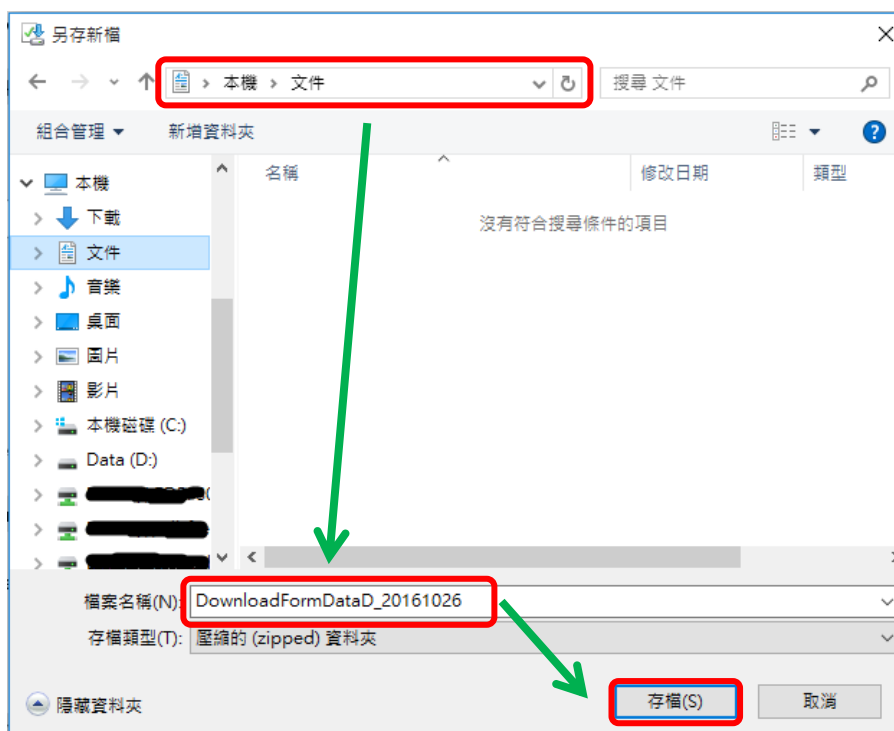 另存新檔
本機 › 文件
搜尋 文件
組合管理
新增資料夾
名稱
修改日期
類型
沒有符合搜尋條件的項目
本機
下載
文件
音樂
桌面
圖片
影片
本機磁碟 (C:)
Data (D:)
檔案名稱(N):
DownloadFormDataD_20161026
存檔類型(T):
壓縮的 (zipped) 資料夾
隱藏資料夾
存檔(S)
取消